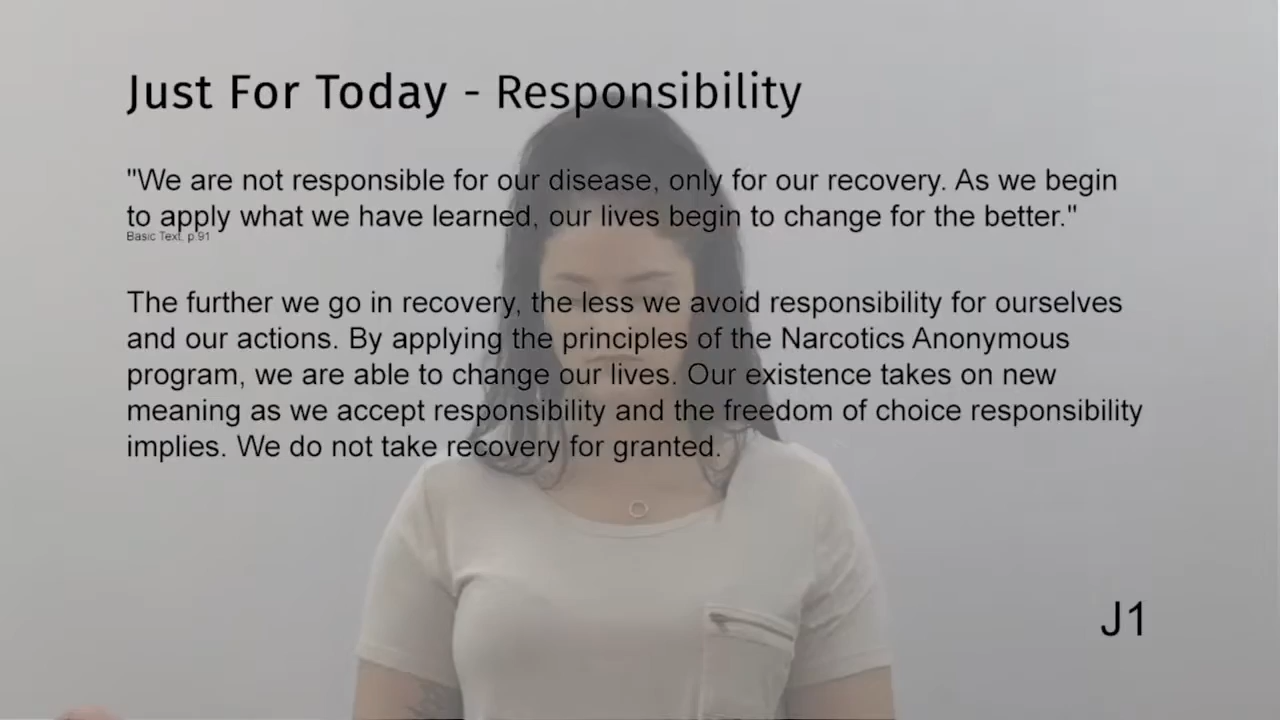 Just For Today - Responsibility
"We are not responsible for our disease, only for our recovery. As we begin
to apply what we have learned, our lives begin to change for the better."
Basic Text, p.91
The further we go in recovery, the less we avoid responsibility for ourselves
and our actions. By applying the principles of the Narcotics Anonymous
program, we are able to change our lives. Our existence takes on new
meaning as we accept responsibility and the freedom of choice responsibility
implies. We do not take recovery for granted.
J1